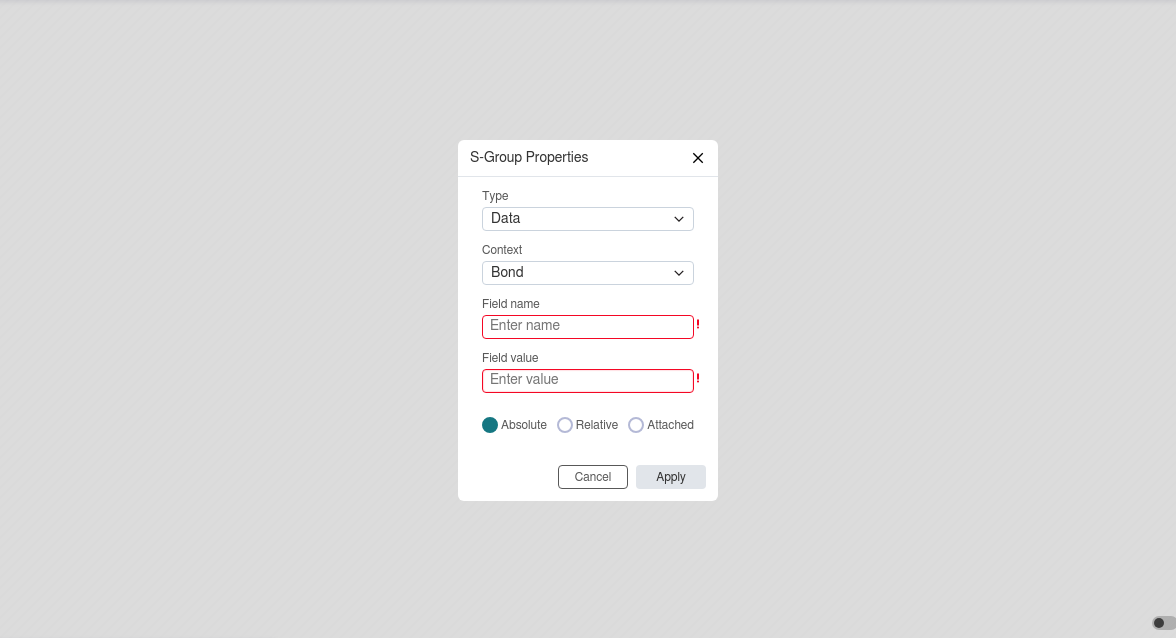 S-Group Properties
Type
Data
Context
Bond
Field name
Enter name
!
Field value
Enter value
!
Absolute Relative Attached
Cancel Apply